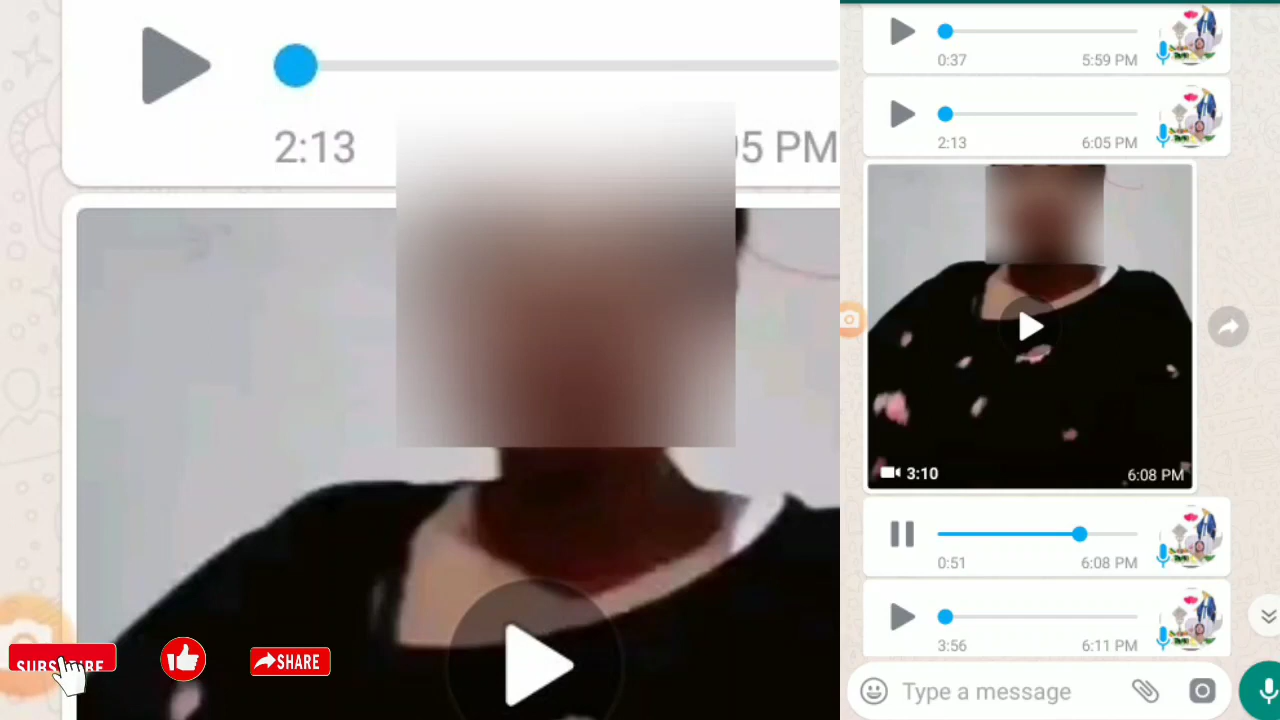 2:13
05 PM
SUBSCRIBE
SHARE
0:37
5:59 PM
2:13
6:05 PM
3:10
6:08 PM
0:51
6:08 PM
3:56
6:11 PM
Type a message